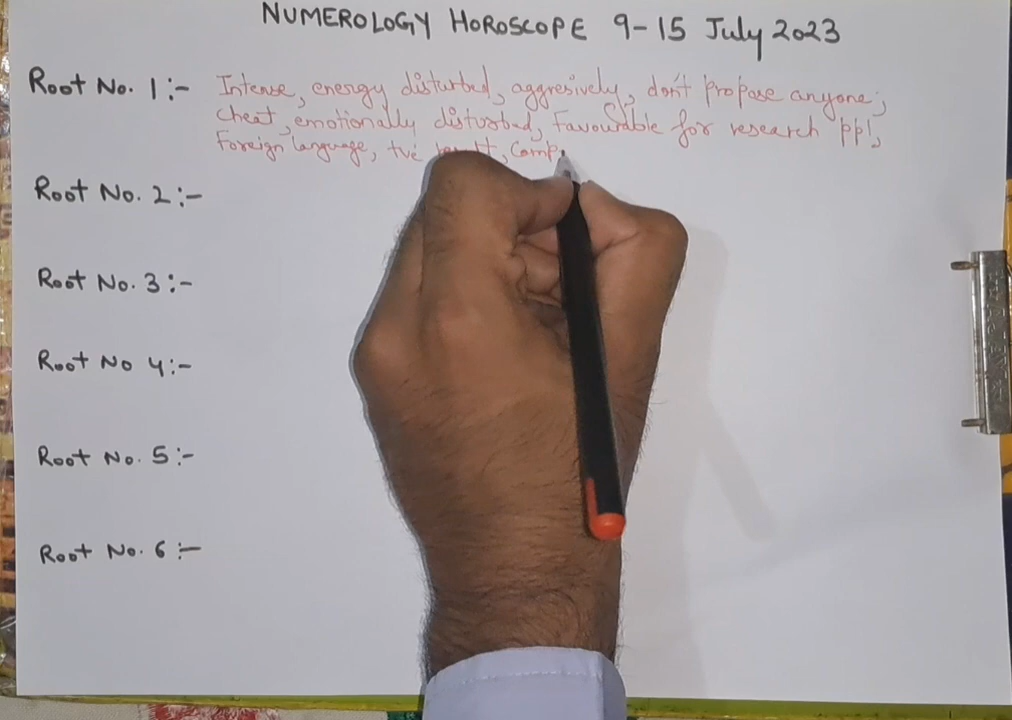 NUMEROLOGY HOROSCOPE 9-15 July 2023
Root No. 1:- Intense, energy disturbed, aggresively, don't propose anyone,
cheat, emotionally disturbed, Favourable for research ppl,
Foreign language, +ve, Comp
Root No. 2:-
Root No. 3:-
Root No 4:-
Root No. 5:-
Root No. 6:-